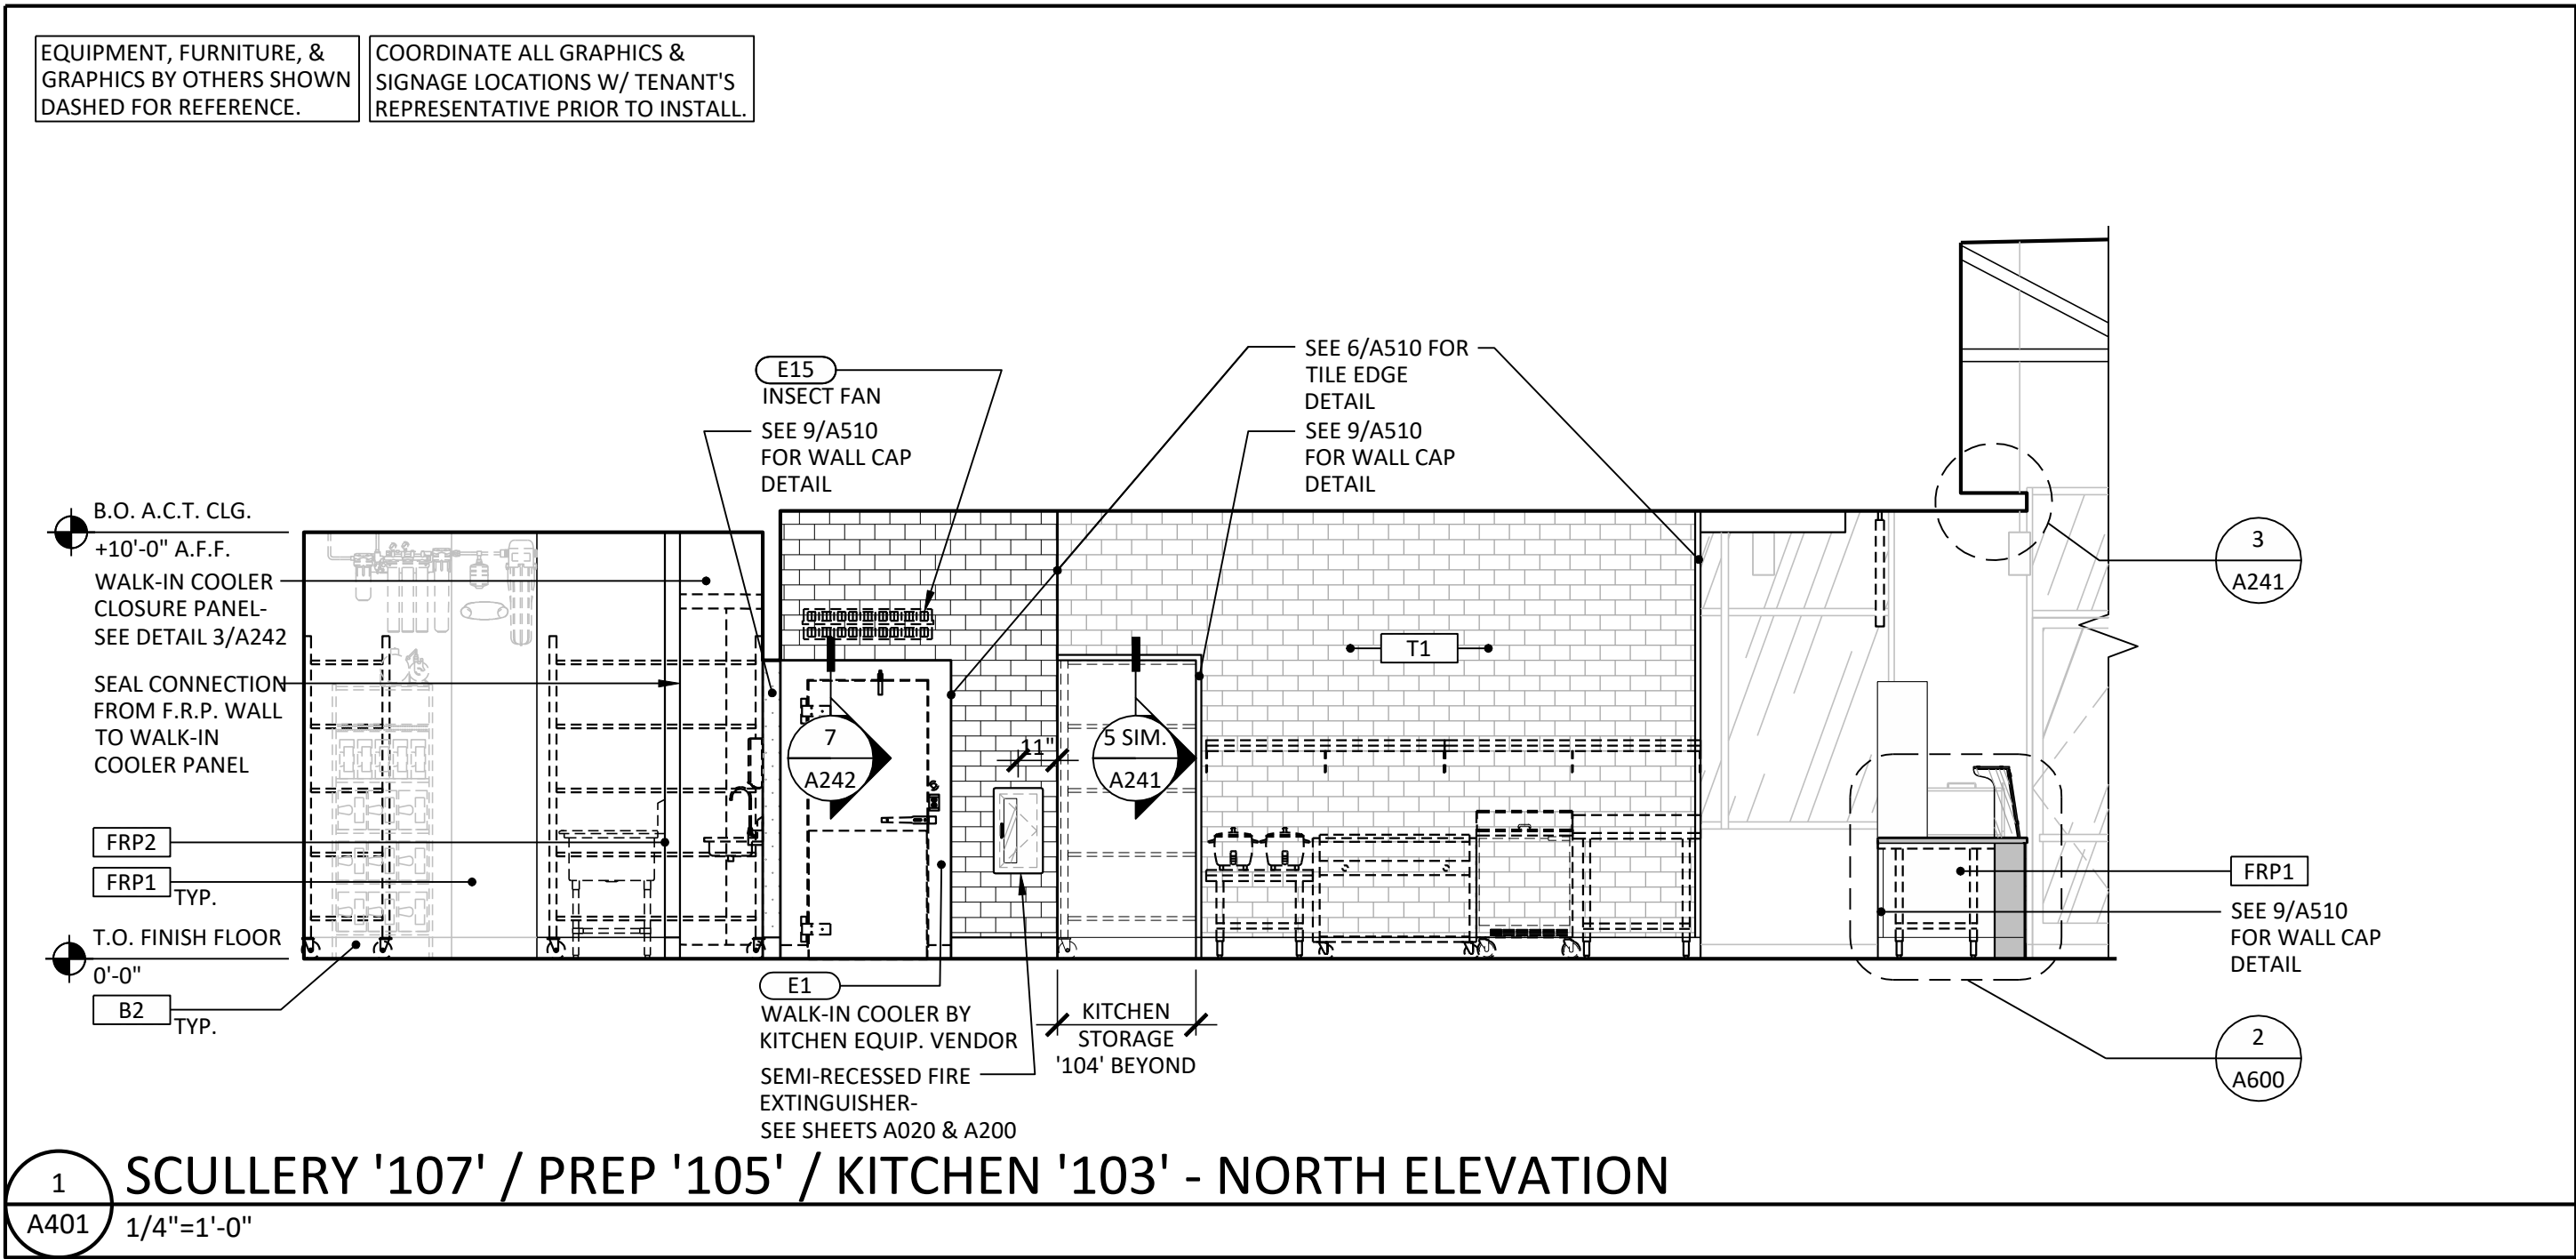 EQUIPMENT, FURNITURE, &
GRAPHICS BY OTHERS SHOWN
DASHED FOR REFERENCE.
COORDINATE ALL GRAPHICS &
SIGNAGE LOCATIONS W/ TENANT'S
REPRESENTATIVE PRIOR TO INSTALL.
E15
INSECT FAN
SEE 9/A510
FOR WALL CAP
DETAIL
SEE 6/A510 FOR
TILE EDGE
DETAIL
SEE 9/A510
FOR WALL CAP
DETAIL
B.O. A.C.T. CLG.
+10'-0" A.F.F.
WALK-IN COOLER
CLOSURE PANEL-
SEE DETAIL 3/A242
SEAL CONNECTION
FROM F.R.P. WALL
TO WALK-IN
COOLER PANEL
FRP2
FRP1
TYP.
T.O. FINISH FLOOR
0'-0"
B2
TYP.
7
A242
11"
5 SIM.
A241
T1
3
A241
FRP1
SEE 9/A510
FOR WALL CAP
DETAIL
2
A600
E1
WALK-IN COOLER BY
KITCHEN EQUIP. VENDOR
SEMI-RECESSED FIRE
EXTINGUISHER-
SEE SHEETS A020 & A200
KITCHEN
STORAGE
'104' BEYOND
1
A401
SCULLERY '107' / PREP '105' / KITCHEN '103' - NORTH ELEVATION
1/4"=1'-0"